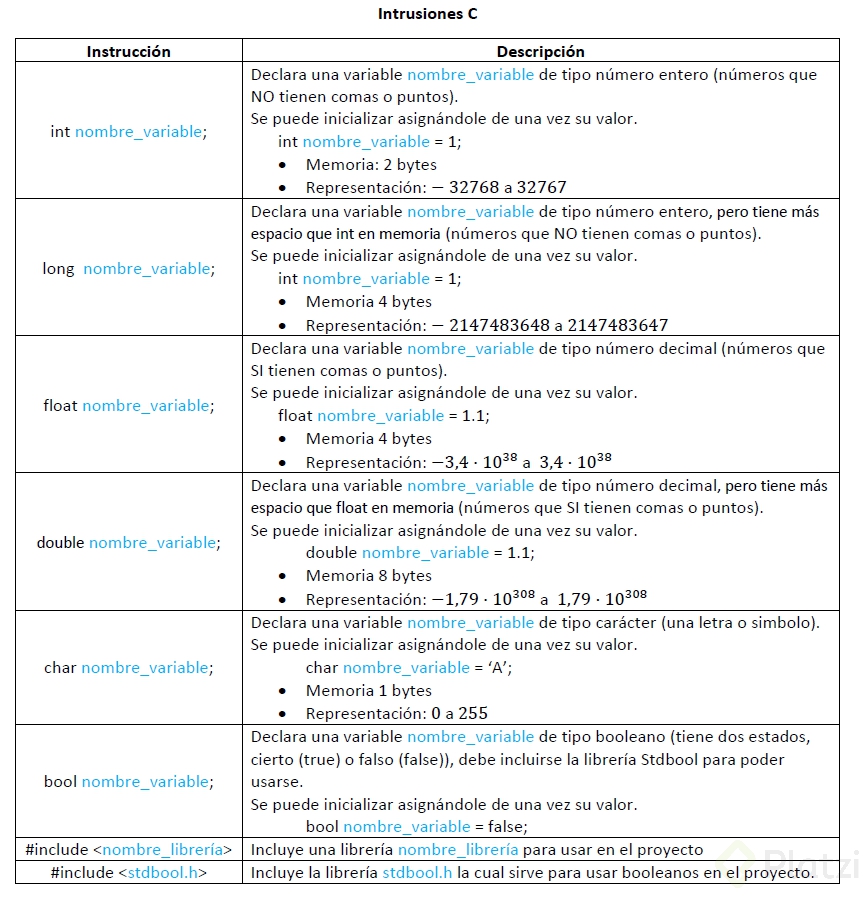 Intrusiones C
Instrucción
Descripción
int nombre_variable;
Declara una variable nombre_variable de tipo número entero (números que
NO tienen comas o puntos).
Se puede inicializar asignándole de una vez su valor.
int nombre_variable = 1;
• Memoria: 2 bytes
• Representación: − 32768 a 32767
long nombre_variable;
Declara una variable nombre_variable de tipo número entero, pero tiene más
espacio que int en memoria (números que NO tienen comas o puntos).
Se puede inicializar asignándole de una vez su valor.
int nombre_variable = 1;
• Memoria 4 bytes
• Representación: − 2147483648 a 2147483647
float nombre_variable;
Declara una variable nombre_variable de tipo número decimal (números que
SI tienen comas o puntos).
Se puede inicializar asignándole de una vez su valor.
float nombre_variable = 1.1;
• Memoria 4 bytes
• Representación: −3,4 · 10³⁸ a 3,4 · 10³⁸
double nombre_variable;
Declara una variable nombre_variable de tipo número decimal, pero tiene más
espacio que float en memoria (números que SI tienen comas o puntos).
Se puede inicializar asignándole de una vez su valor.
double nombre_variable = 1.1;
• Memoria 8 bytes
• Representación: −1,79 · 10³⁰⁸ a 1,79 · 10³⁰⁸
char nombre_variable;
Declara una variable nombre_variable de tipo carácter (una letra o simbolo).
Se puede inicializar asignándole de una vez su valor.
char nombre_variable = ‘A’;
• Memoria 1 bytes
• Representación: 0 a 255
bool nombre_variable;
Declara una variable nombre_variable de tipo booleano (tiene dos estados,
cierto (true) o falso (false)), debe incluirse la librería Stdbool para poder
usarse.
Se puede inicializar asignándole de una vez su valor.
bool nombre_variable = false;
#include <nombre_librería>
Incluye una librería nombre_librería para usar en el proyecto
#include <stdbool.h>
Incluye la librería stdbool.h la cual sirve para usar booleanos en el proyecto.
Platzi